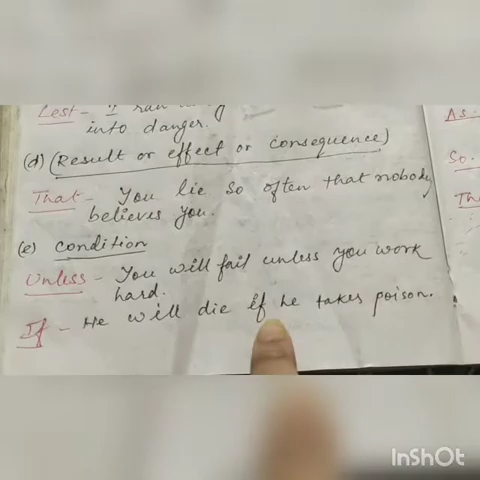 Lest - I ran
into danger.
(d) (Result or effect or consequence)
That - You lie so often that nobody
believes you.
(e) condition
Unless - You will fail unless you work
hard.
If - He will die if he takes poison.
As
So
InShOt